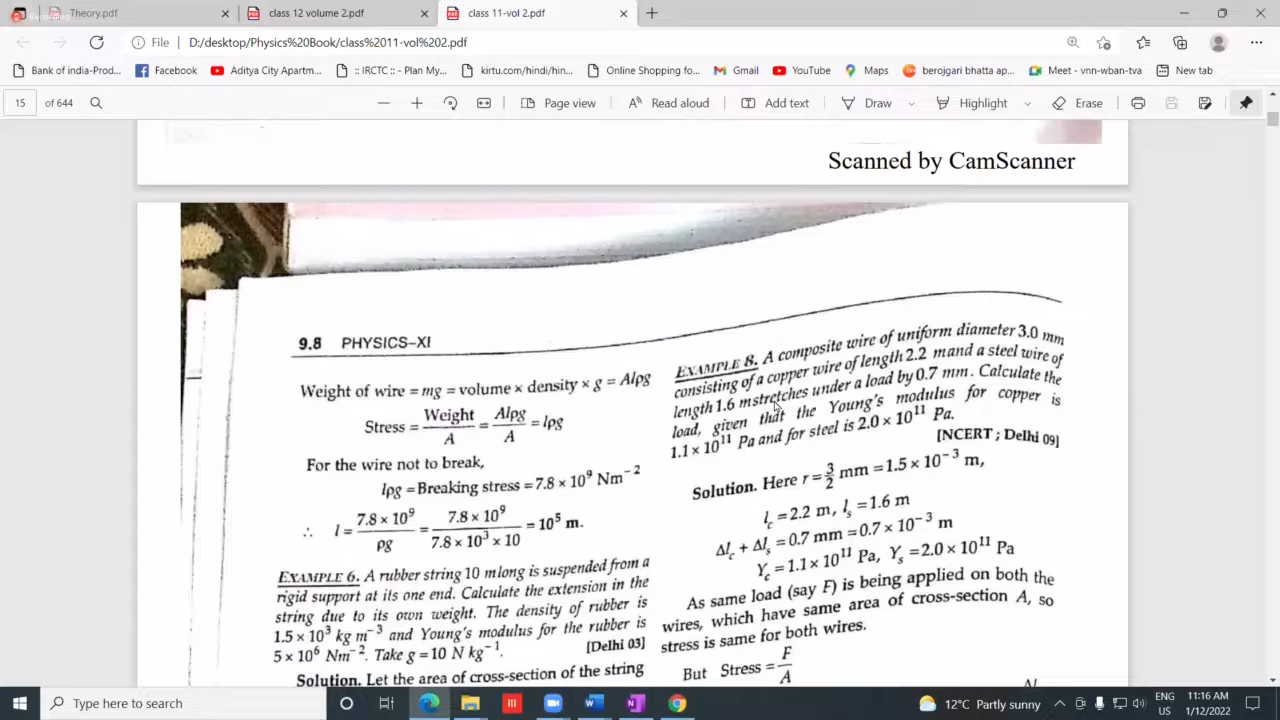 Recording
Theory.pdf
class 12 volume 2.pdf
class 11-vol 2.pdf
File
D:/desktop/Physics%20Book/class%2011-vol%202.pdf
Bank of india-Prod...
Facebook
Aditya City Apartm...
:: IRCTC :: - Plan My...
kirtu.com/hindi/hin...
Online Shopping fo...
Gmail
YouTube
Maps
berojgari bhatta ap...
Meet - vnn-wban-tva
New tab
15 of 644
Page view
Read aloud
Add text
Draw
Highlight
Erase
Scanned by CamScanner
9.8 PHYSICS–XI
Weight of wire = mg = volume × density × g = Alρg
Stress = Weight / A = Alρg / A = lρg
For the wire not to break,
lρg = Breaking stress = 7.8 × 10⁹ Nm⁻²
∴ l = 7.8 × 10⁹ / ρg = 7.8 × 10⁹ / 7.8 × 10³ × 10 = 10⁵ m.
EXAMPLE 6. A rubber string 10 m long is suspended from a
rigid support at its one end. Calculate the extension in the
string due to its own weight. The density of rubber is
1.5 × 10³ kg m⁻³ and Young's modulus for the rubber is
5 × 10⁶ Nm⁻². Take g = 10 N kg⁻¹. [Delhi 03]
Solution. Let the area of cross-section of the string
EXAMPLE 8. A composite wire of uniform diameter 3.0 mm
consisting of a copper wire of length 2.2 m and a steel wire of
length 1.6 m stretches under a load by 0.7 mm. Calculate the
load, given that the Young's modulus for copper is
1.1 × 10¹¹ Pa and for steel is 2.0 × 10¹¹ Pa.
[NCERT ; Delhi 09]
Solution. Here r = 3/2 mm = 1.5 × 10⁻³ m,
l_c = 2.2 m, l_s = 1.6 m
Δl_c + Δl_s = 0.7 mm = 0.7 × 10⁻³ m
Y_c = 1.1 × 10¹¹ Pa, Y_s = 2.0 × 10¹¹ Pa
As same load (say F) is being applied on both the
wires, which have same area of cross-section A, so
stress is same for both wires.
But Stress = F / A
Type here to search
12°C Partly sunny
ENG
US
11:16 AM
1/12/2022